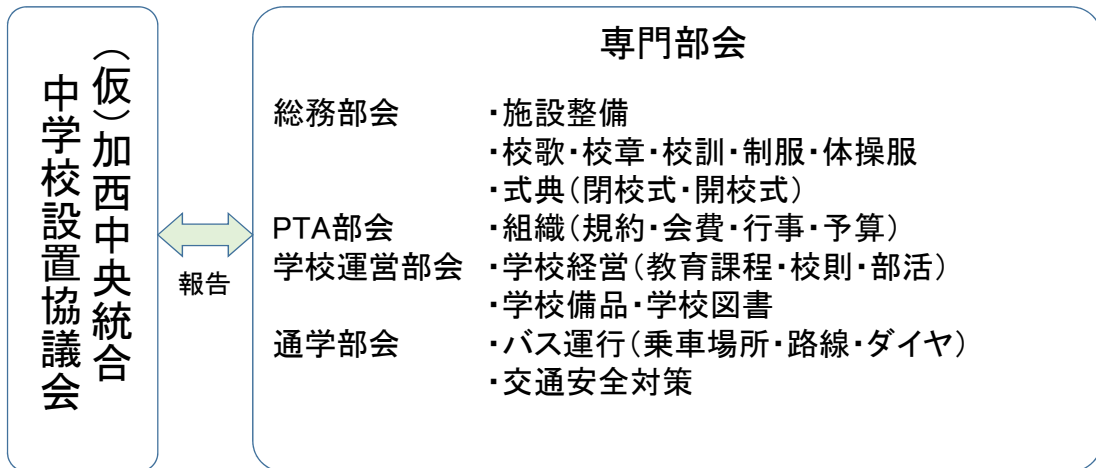 (仮)加西中央統合
中学校設置協議会
報告
専門部会
総務部会 ・施設整備
・校歌・校章・校訓・制服・体操服
・式典(閉校式・開校式)
PTA部会 ・組織(規約・会費・行事・予算)
学校運営部会 ・学校経営(教育課程・校則・部活)
・学校備品・学校図書
通学部会 ・バス運行(乗車場所・路線・ダイヤ)
・交通安全対策